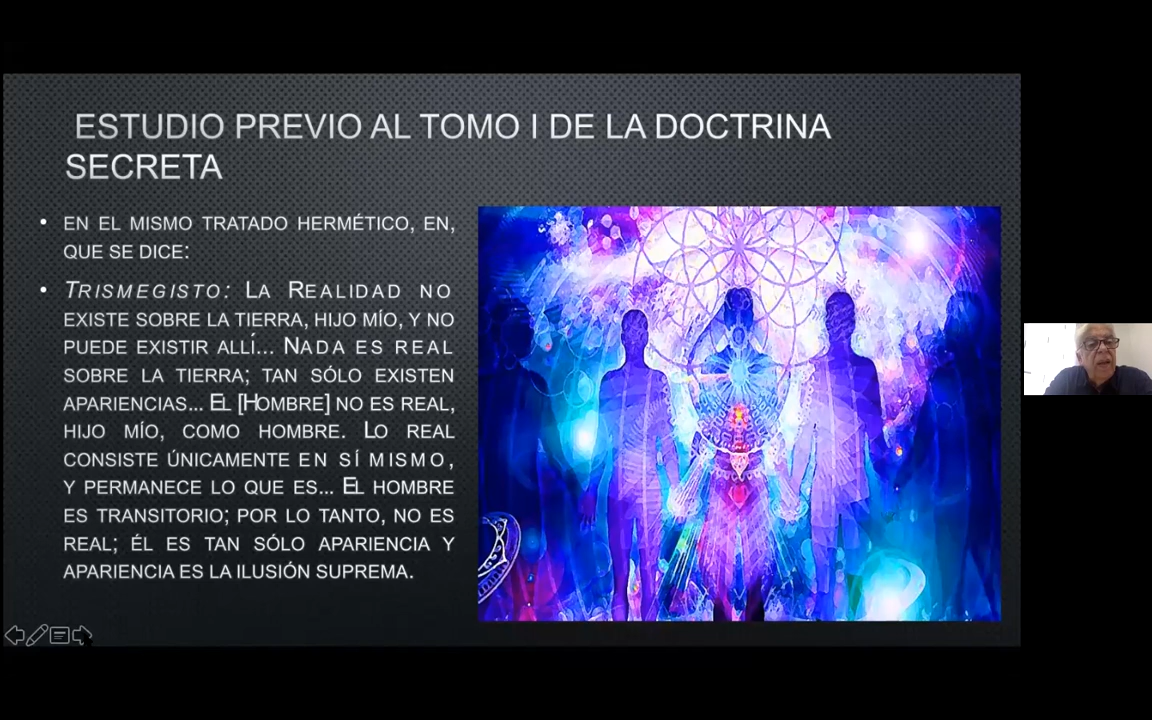 ESTUDIO PREVIO AL TOMO I DE LA DOCTRINA
SECRETA
• EN EL MISMO TRATADO HERMÉTICO, EN,
QUE SE DICE:
• TRISMEGISTO: LA REALIDAD NO
EXISTE SOBRE LA TIERRA, HIJO MÍO, Y NO
PUEDE EXISTIR ALLÍ... NADA ES REAL
SOBRE LA TIERRA; TAN SÓLO EXISTEN
APARIENCIAS... EL [HOMBRE] NO ES REAL,
HIJO MÍO, COMO HOMBRE. LO REAL
CONSISTE ÚNICAMENTE EN SÍ MISMO,
Y PERMANECE LO QUE ES... EL HOMBRE
ES TRANSITORIO; POR LO TANTO, NO ES
REAL; ÉL ES TAN SÓLO APARIENCIA Y
APARIENCIA ES LA ILUSIÓN SUPREMA.